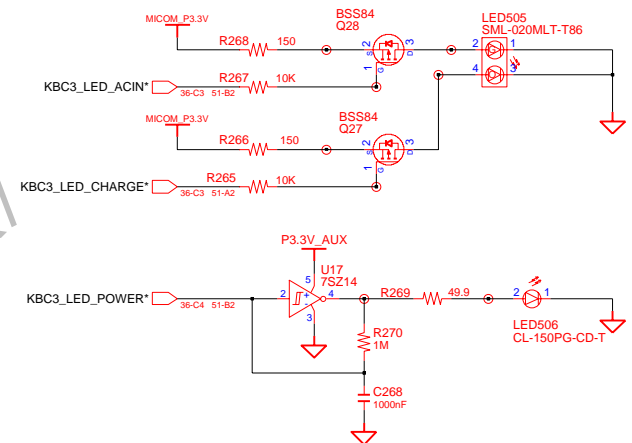 MICOM_P3.3V
BSS84
Q28
LED505
SML-020MLT-T86
R268 150
2 S D 3
2 1
1 G
4 3
KBC3_LED_ACIN* 36-C3 51-B2
R267 10K
MICOM_P3.3V
BSS84
Q27
R266 150
2 S D 3
1 G
KBC3_LED_CHARGE* 36-C3 51-A2
R265 10K
P3.3V_AUX
5
U17
7SZ14
KBC3_LED_POWER* 36-C4 51-B2
2 + - 4
3
R269 49.9
2 1
LED506
CL-150PG-CD-T
R270
1M
C268
1000nF